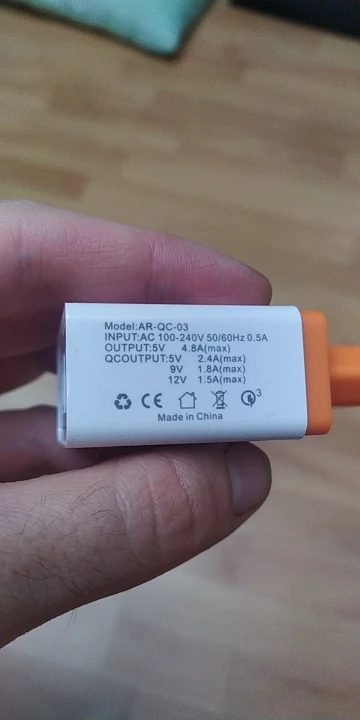 Model:AR-QC-03
INPUT:AC 100-240V 50/60Hz 0.5A
OUTPUT:5V 4.8A(max)
QCOUTPUT:5V 2.4A(max)
9V 1.8A(max)
12V 1.5A(max)
CE 3
Made in China